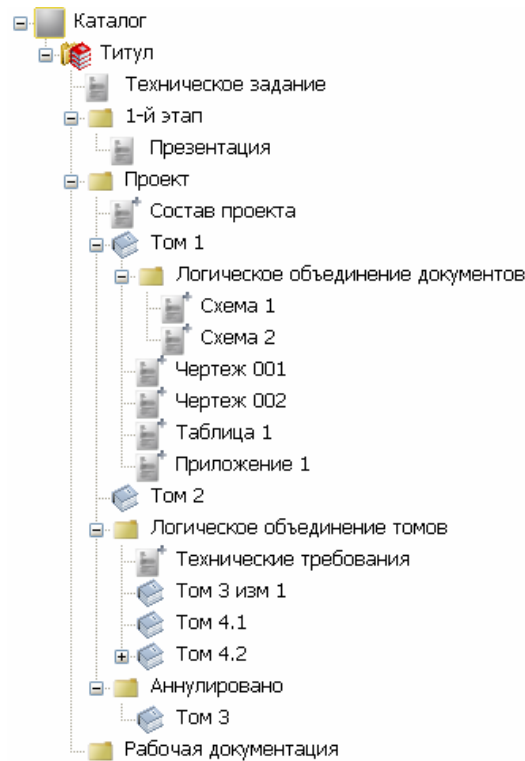 Каталог
Титул
Техническое задание
1-й этап
Презентация
Проект
Состав проекта
Том 1
Логическое объединение документов
Схема 1
Схема 2
Чертеж 001
Чертеж 002
Таблица 1
Приложение 1
Том 2
Логическое объединение томов
Технические требования
Том 3 изм 1
Том 4.1
Том 4.2
Аннулировано
Том 3
Рабочая документация